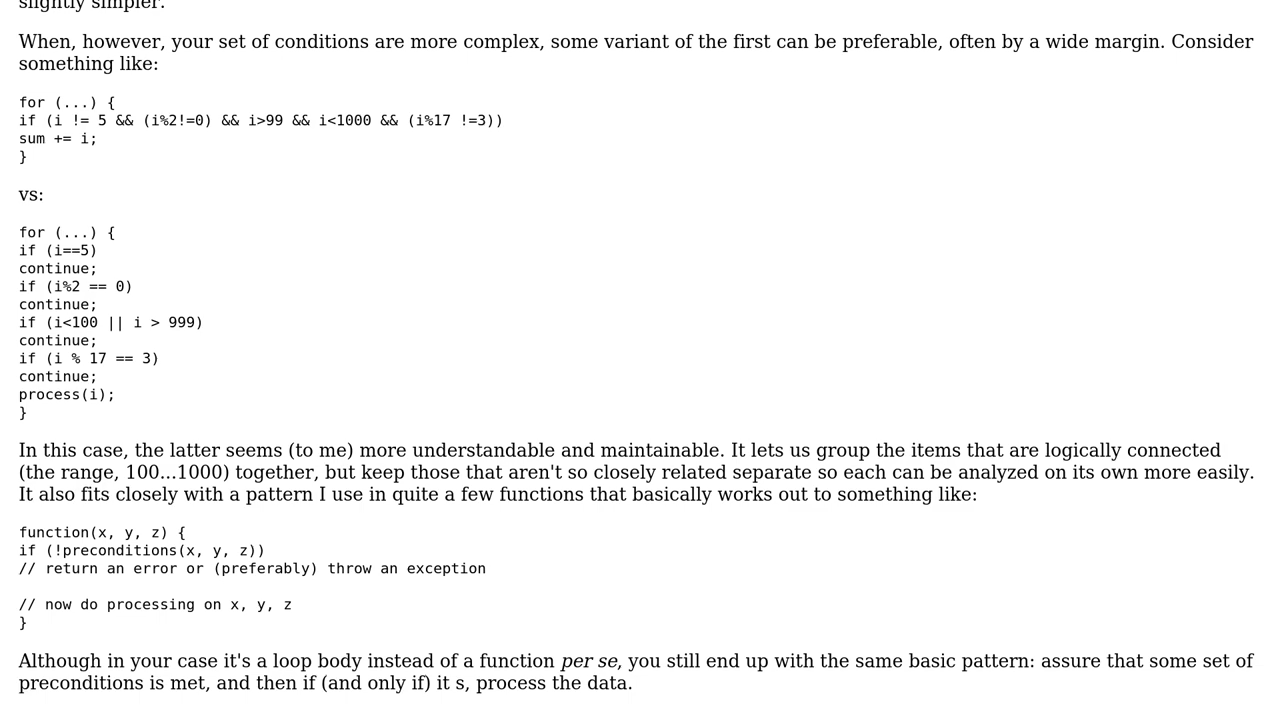 slightly simpler.
When, however, your set of conditions are more complex, some variant of the first can be preferable, often by a wide margin. Consider
something like:
for (...) {
if (i != 5 && (i%2!=0) && i>99 && i<1000 && (i%17 !=3))
sum += i;
}
vs:
for (...) {
if (i==5)
continue;
if (i%2 == 0)
continue;
if (i<100 || i > 999)
continue;
if (i % 17 == 3)
continue;
process(i);
}
In this case, the latter seems (to me) more understandable and maintainable. It lets us group the items that are logically connected
(the range, 100...1000) together, but keep those that aren't so closely related separate so each can be analyzed on its own more easily.
It also fits closely with a pattern I use in quite a few functions that basically works out to something like:
function(x, y, z) {
if (!preconditions(x, y, z))
// return an error or (preferably) throw an exception
// now do processing on x, y, z
}
Although in your case it's a loop body instead of a function per se, you still end up with the same basic pattern: assure that some set of
preconditions is met, and then if (and only if) it s, process the data.